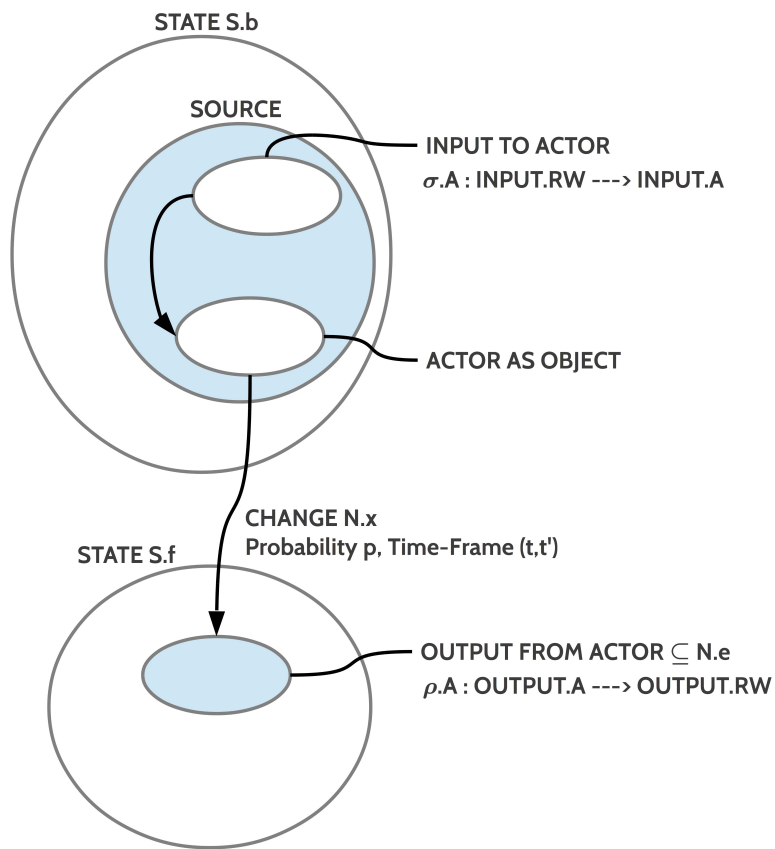 STATE S.b
SOURCE
INPUT TO ACTOR
σ.A : INPUT.RW ---> INPUT.A
ACTOR AS OBJECT
CHANGE N.x
Probability p, Time-Frame (t,t')
STATE S.f
OUTPUT FROM ACTOR ⊆ N.e
ρ.A : OUTPUT.A ---> OUTPUT.RW